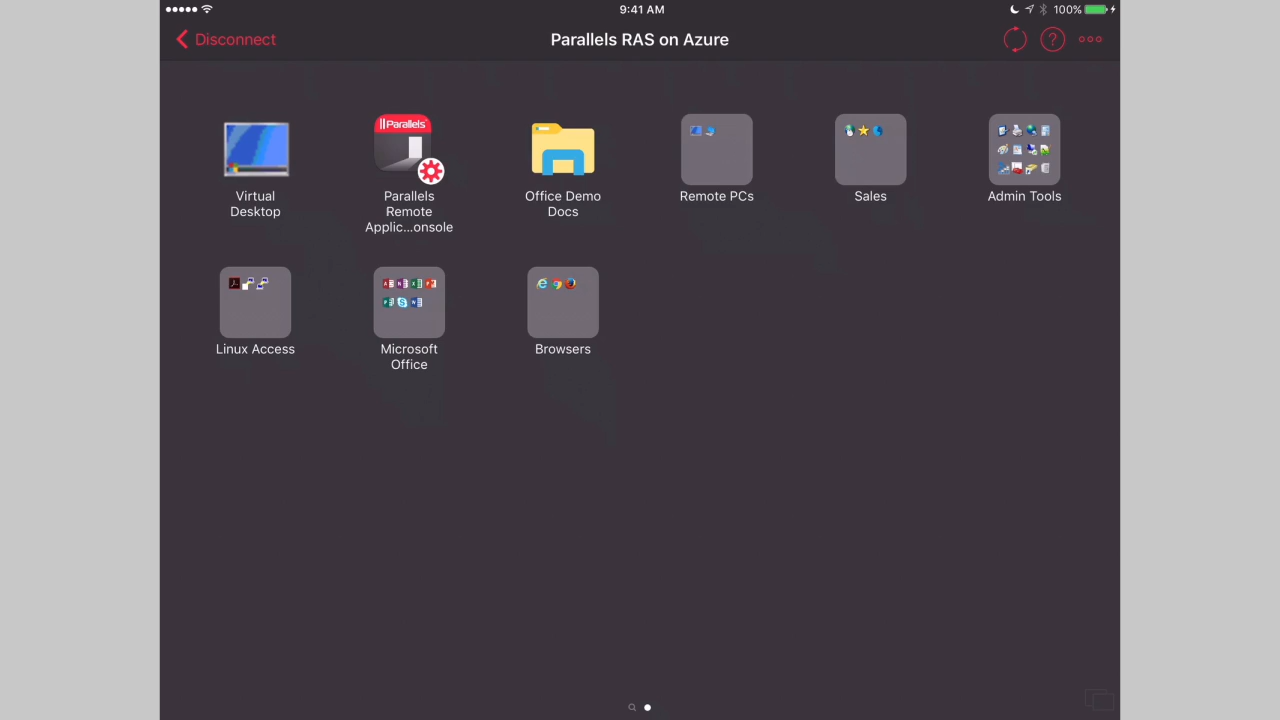 9:41 AM
100%
Disconnect
Parallels RAS on Azure
Parallels
Virtual
Desktop
Parallels
Remote
Applic...onsole
Office Demo
Docs
Remote PCs
Sales
Admin Tools
Linux Access
Microsoft
Office
Browsers